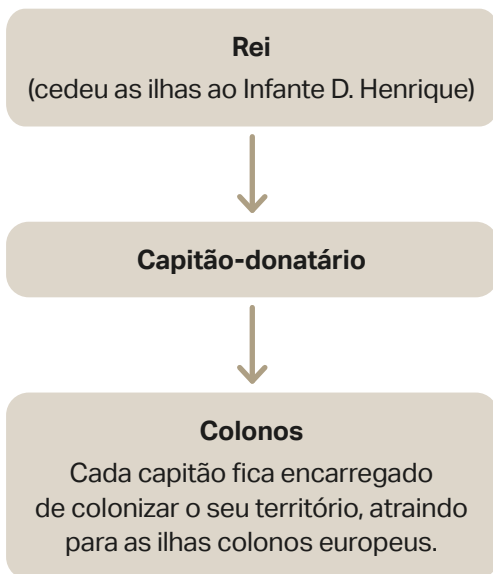 Rei
(cedeu as ilhas ao Infante D. Henrique)
Capitão-donatário
Colonos
Cada capitão fica encarregado
de colonizar o seu território, atraindo
para as ilhas colonos europeus.